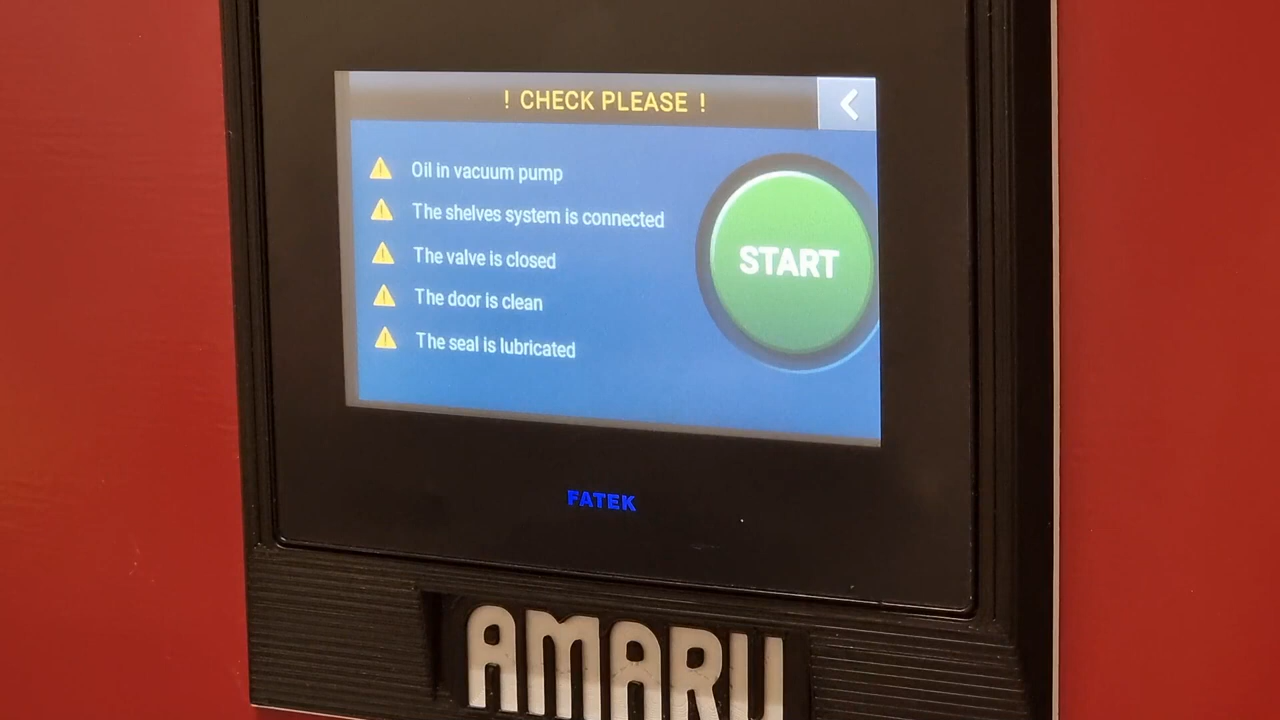 ! CHECK PLEASE !
Oil in vacuum pump
The shelves system is connected
The valve is closed
The door is clean
The seal is lubricated
START
FATEK
AMARU